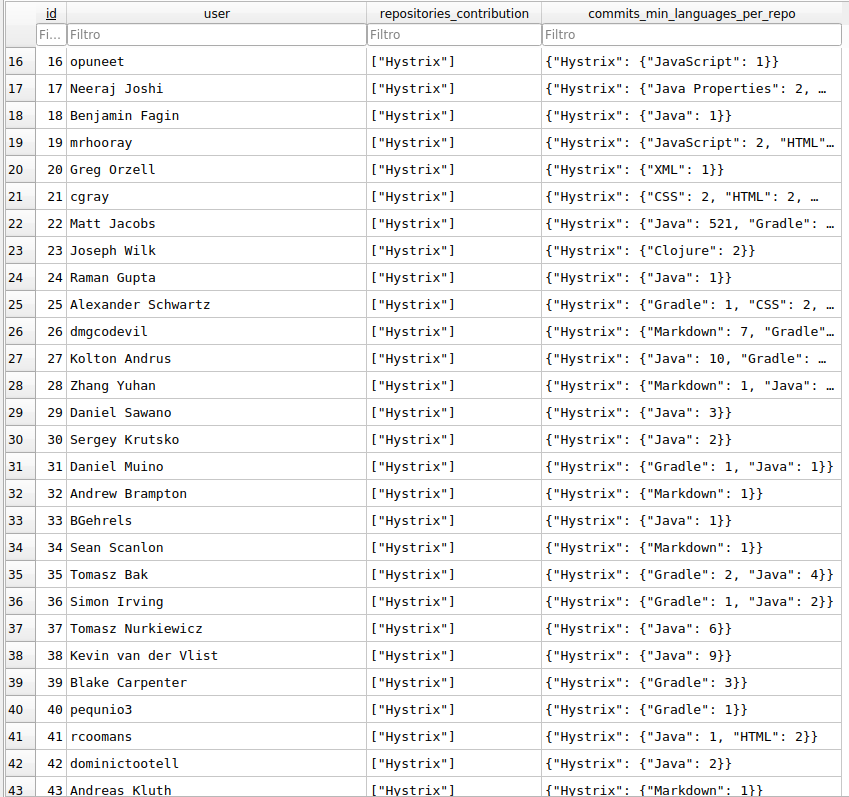 id user repositories_contribution commits_min_languages_per_repo
Fi… Filtro Filtro Filtro
16 16 opuneet ["Hystrix"] {"Hystrix": {"JavaScript": 1}}
17 17 Neeraj Joshi ["Hystrix"] {"Hystrix": {"Java Properties": 2, …
18 18 Benjamin Fagin ["Hystrix"] {"Hystrix": {"Java": 1}}
19 19 mrhooray ["Hystrix"] {"Hystrix": {"JavaScript": 2, "HTML"…
20 20 Greg Orzell ["Hystrix"] {"Hystrix": {"XML": 1}}
21 21 cgray ["Hystrix"] {"Hystrix": {"CSS": 2, "HTML": 2, …
22 22 Matt Jacobs ["Hystrix"] {"Hystrix": {"Java": 521, "Gradle": …
23 23 Joseph Wilk ["Hystrix"] {"Hystrix": {"Clojure": 2}}
24 24 Raman Gupta ["Hystrix"] {"Hystrix": {"Java": 1}}
25 25 Alexander Schwartz ["Hystrix"] {"Hystrix": {"Gradle": 1, "CSS": 2, …
26 26 dmgcodevil ["Hystrix"] {"Hystrix": {"Markdown": 7, "Gradle"…
27 27 Kolton Andrus ["Hystrix"] {"Hystrix": {"Java": 10, "Gradle": …
28 28 Zhang Yuhan ["Hystrix"] {"Hystrix": {"Markdown": 1, "Java": …
29 29 Daniel Sawano ["Hystrix"] {"Hystrix": {"Java": 3}}
30 30 Sergey Krutsko ["Hystrix"] {"Hystrix": {"Java": 2}}
31 31 Daniel Muino ["Hystrix"] {"Hystrix": {"Gradle": 1, "Java": 1}}
32 32 Andrew Brampton ["Hystrix"] {"Hystrix": {"Markdown": 1}}
33 33 BGehrels ["Hystrix"] {"Hystrix": {"Java": 1}}
34 34 Sean Scanlon ["Hystrix"] {"Hystrix": {"Markdown": 1}}
35 35 Tomasz Bak ["Hystrix"] {"Hystrix": {"Gradle": 2, "Java": 4}}
36 36 Simon Irving ["Hystrix"] {"Hystrix": {"Gradle": 1, "Java": 2}}
37 37 Tomasz Nurkiewicz ["Hystrix"] {"Hystrix": {"Java": 6}}
38 38 Kevin van der Vlist ["Hystrix"] {"Hystrix": {"Java": 9}}
39 39 Blake Carpenter ["Hystrix"] {"Hystrix": {"Gradle": 3}}
40 40 pequnio3 ["Hystrix"] {"Hystrix": {"Gradle": 1}}
41 41 rcoomans ["Hystrix"] {"Hystrix": {"Java": 1, "HTML": 2}}
42 42 dominictootell ["Hystrix"] {"Hystrix": {"Java": 2}}
43 43 Andreas Kluth ["Hystrix"] {"Hystrix": {"Markdown": 1}}